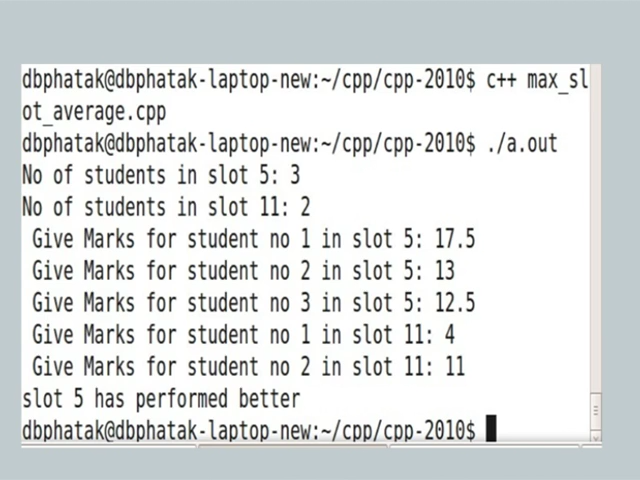 dbphatak@dbphatak-laptop-new:~/cpp/cpp-2010$ c++ max_sl
ot_average.cpp
dbphatak@dbphatak-laptop-new:~/cpp/cpp-2010$ ./a.out
No of students in slot 5: 3
No of students in slot 11: 2
 Give Marks for student no 1 in slot 5: 17.5
 Give Marks for student no 2 in slot 5: 13
 Give Marks for student no 3 in slot 5: 12.5
 Give Marks for student no 1 in slot 11: 4
 Give Marks for student no 2 in slot 11: 11
slot 5 has performed better
dbphatak@dbphatak-laptop-new:~/cpp/cpp-2010$